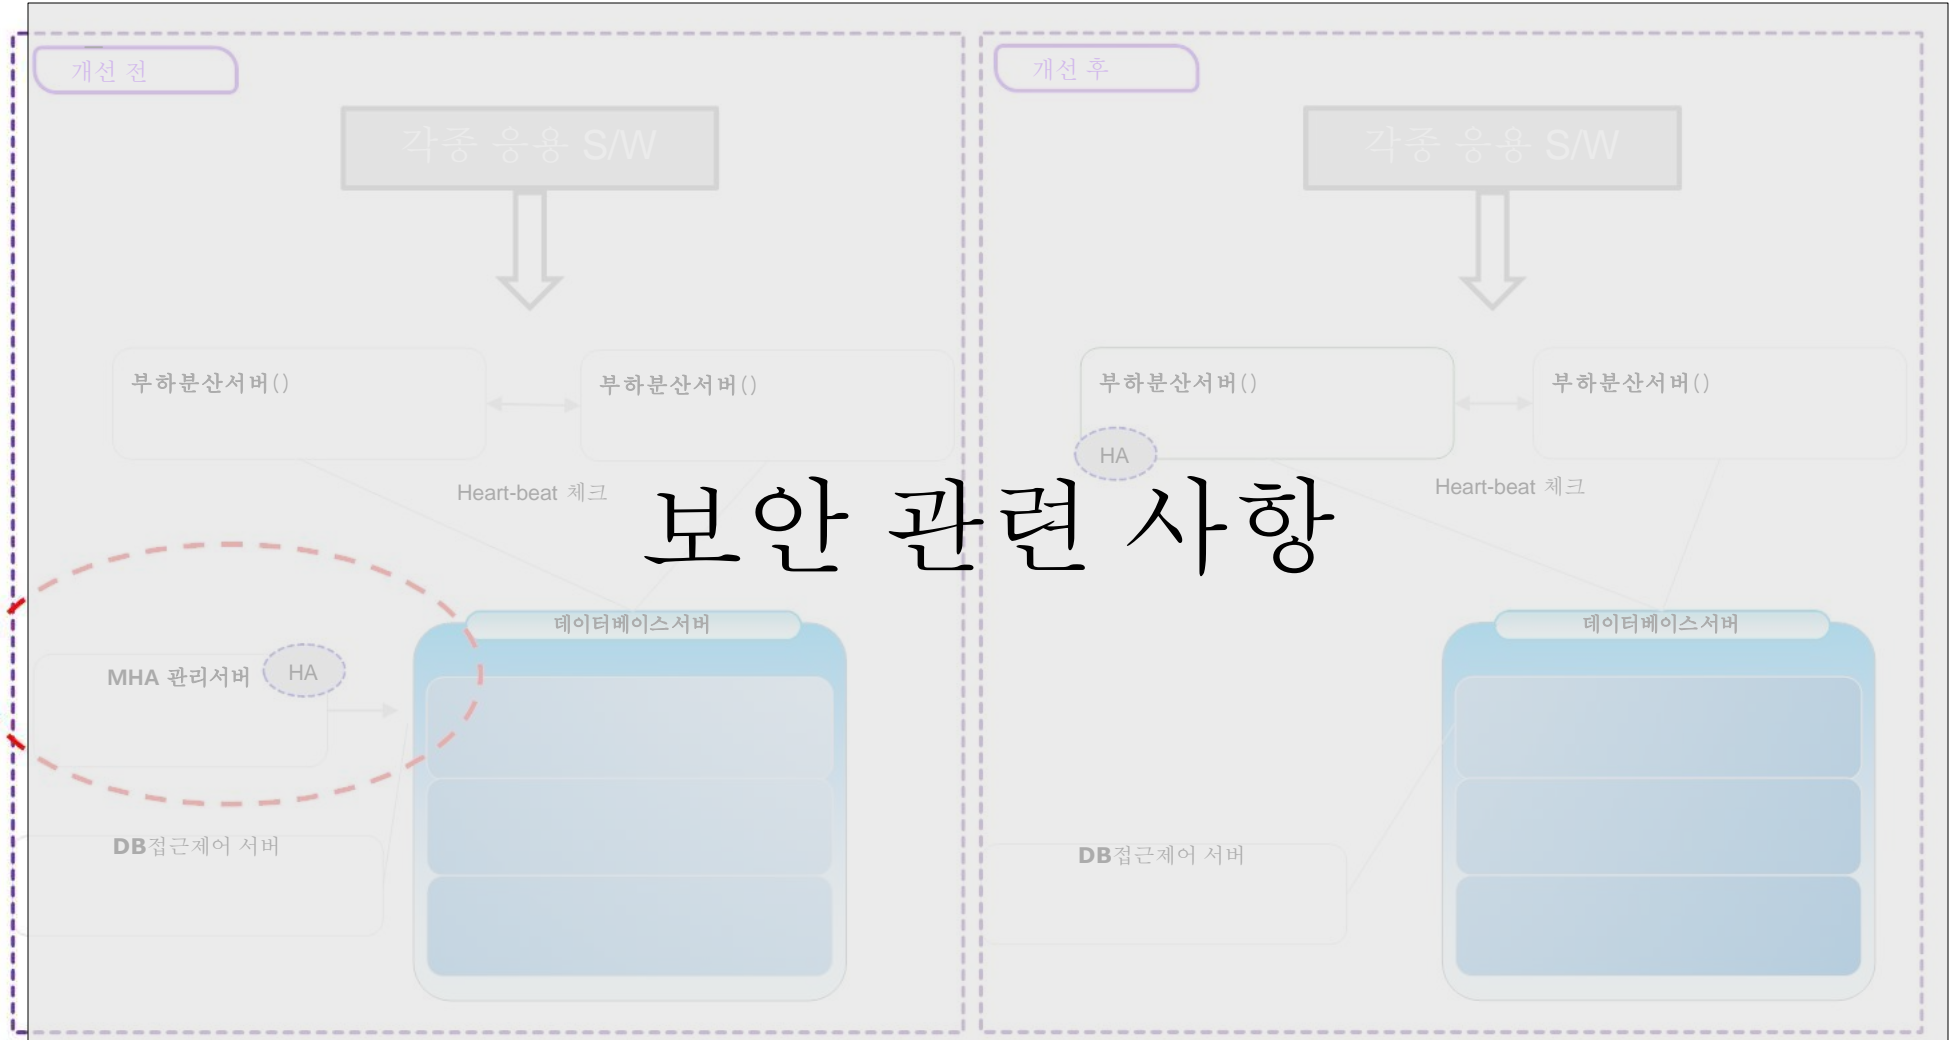 개선 전
각종 응용 S/W
부하분산서버()
부하분산서버()
Heart-beat 체크
MHA 관리서버
HA
데이터베이스서버
DB접근제어 서버
보안 관련 사항
개선 후
각종 응용 S/W
부하분산서버()
부하분산서버()
HA
Heart-beat 체크
데이터베이스서버
DB접근제어 서버